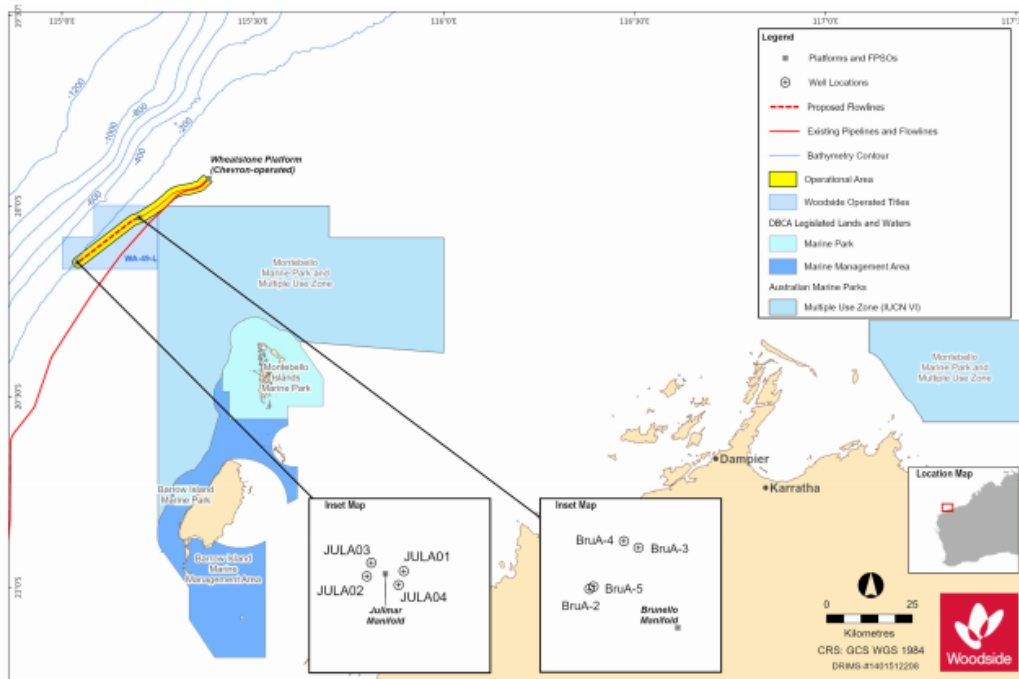 115°0'E
115°30'E
116°0'E
116°30'E
117°0'E
-1200
-1000
-800
-600
-400
-200
Wheatstone Platform
(Chevron-operated)
WA-49-L
Montebello
Marine Park and
Multiple Use Zone
Montebello
Islands
Marine Park
Barrow Island
Marine Park
Barrow Island
Marine
Management Area
Legend
Platforms and FPSOs
Well Locations
Proposed Flowlines
Existing Pipelines and Flowlines
Bathymetry Contour
Operational Area
Woodside Operated Titles
DBCA Legislated Lands and Waters
Marine Park
Marine Management Area
Australian Marine Parks
Multiple Use Zone (IUCN VI)
Montebello
Marine Park and
Multiple Use Zone
Dampier
Karratha
Location Map
Inset Map
JULA03
JULA01
JULA02
JULA04
Julimar
Manifold
Inset Map
BruA-4
BruA-3
BruA-5
BruA-2
Brunello
Manifold
20°30'S
21°0'S
0
25
Kilometres
CRS: GCS WGS 1984
DRIMS-#1401512206
Woodside